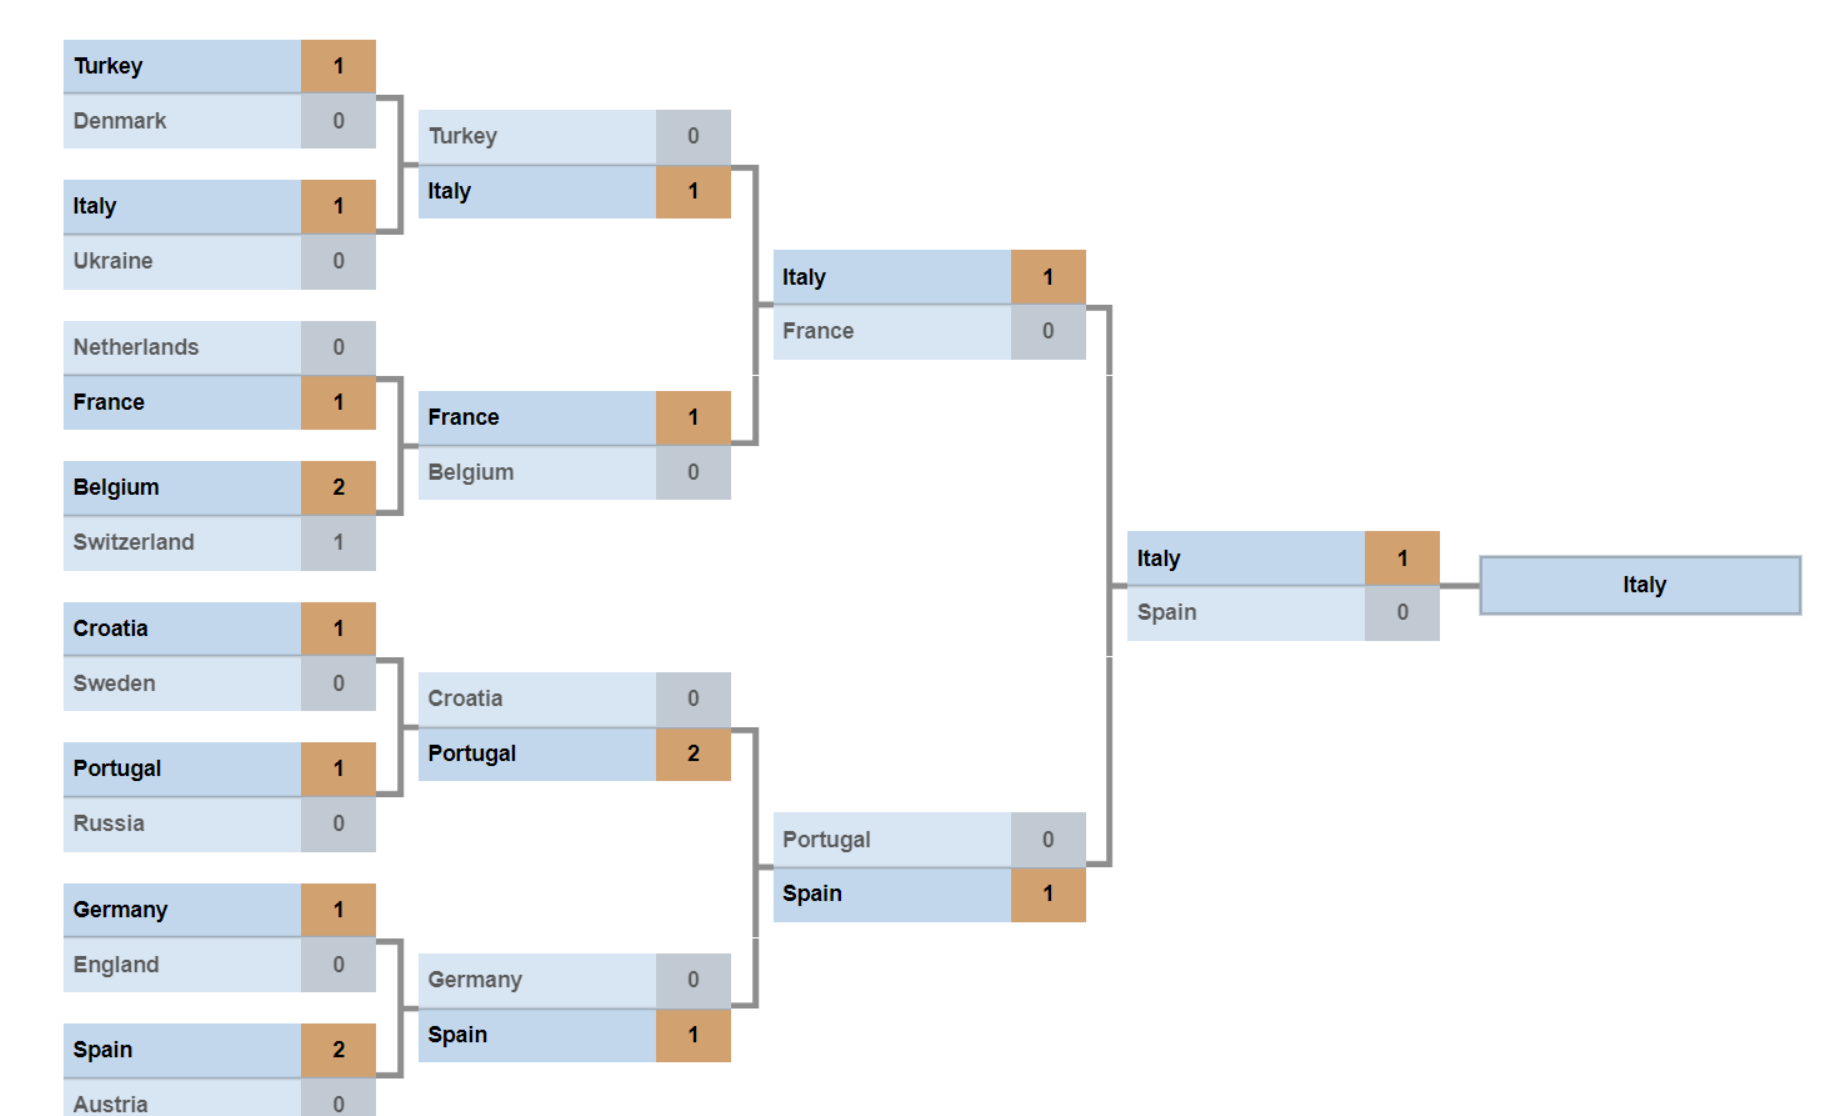 Turkey 1
Denmark 0
Italy 1
Ukraine 0
Netherlands 0
France 1
Belgium 2
Switzerland 1
Croatia 1
Sweden 0
Portugal 1
Russia 0
Germany 1
England 0
Spain 2
Austria 0
Turkey 0
Italy 1
France 1
Belgium 0
Croatia 0
Portugal 2
Germany 0
Spain 1
Italy 1
France 0
Portugal 0
Spain 1
Italy 1
Spain 0
Italy